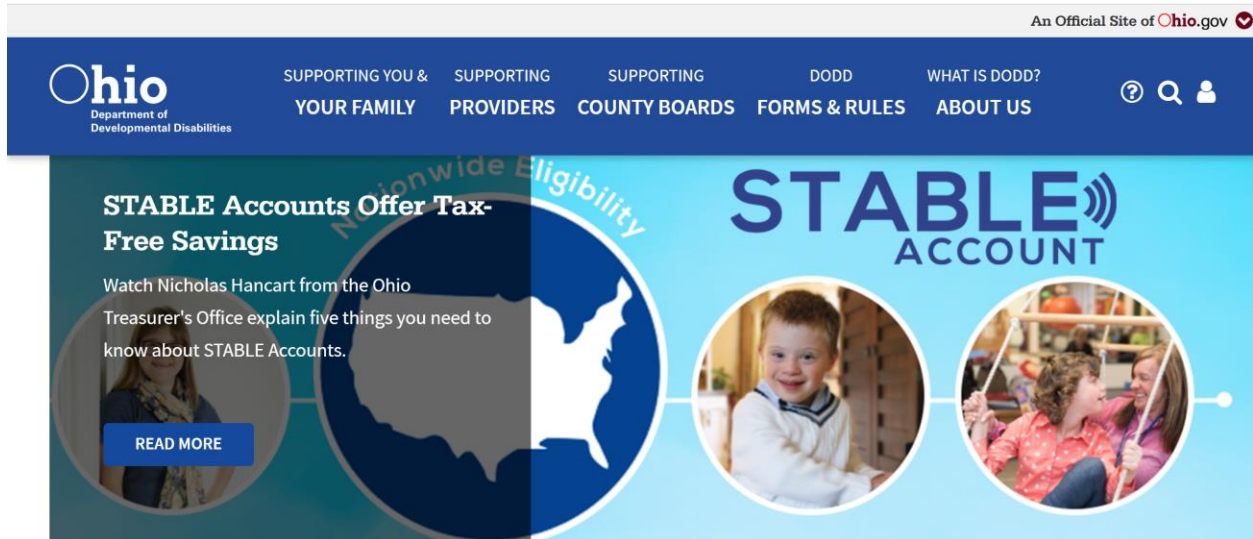 An Official Site of Ohio.gov
Ohio
Department of
Developmental Disabilities
SUPPORTING YOU &
YOUR FAMILY
SUPPORTING
PROVIDERS
SUPPORTING
COUNTY BOARDS
DODD
FORMS & RULES
WHAT IS DODD?
ABOUT US
STABLE Accounts Offer Tax-
Free Savings
Watch Nicholas Hancart from the Ohio
Treasurer's Office explain five things you need to
know about STABLE Accounts.
READ MORE
Nationwide Eligibility
STABLE
ACCOUNT